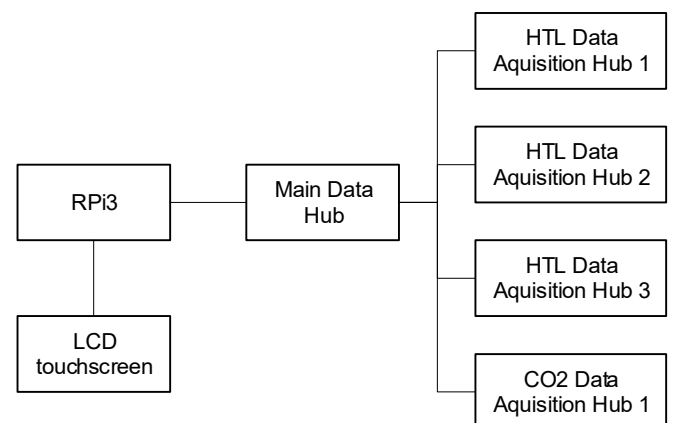 HTL Data
Aquisition Hub 1
HTL Data
Aquisition Hub 2
RPi3
Main Data
Hub
HTL Data
Aquisition Hub 3
LCD
touchscreen
CO2 Data
Aquisition Hub 1